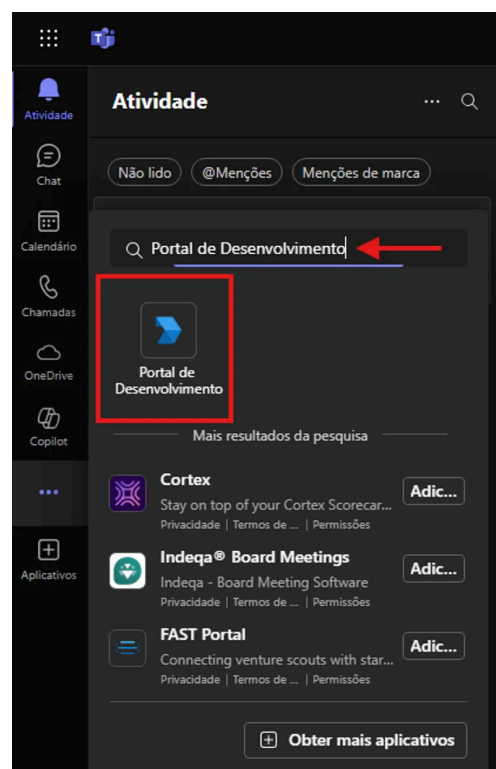 Atividade
Atividade
Chat
Calendário
Chamadas
OneDrive
Copilot
Aplicativos
Não lido
@Menções
Menções de marca
Portal de Desenvolvimento
Portal de
Desenvolvimento
Mais resultados da pesquisa
Cortex
Stay on top of your Cortex Scorecar...
Privacidade | Termos de ... | Permissões
Adic...
Indeqa® Board Meetings
Indeqa - Board Meeting Software
Privacidade | Termos de ... | Permissões
Adic...
FAST Portal
Connecting venture scouts with star...
Privacidade | Termos de ... | Permissões
Adic...
Obter mais aplicativos